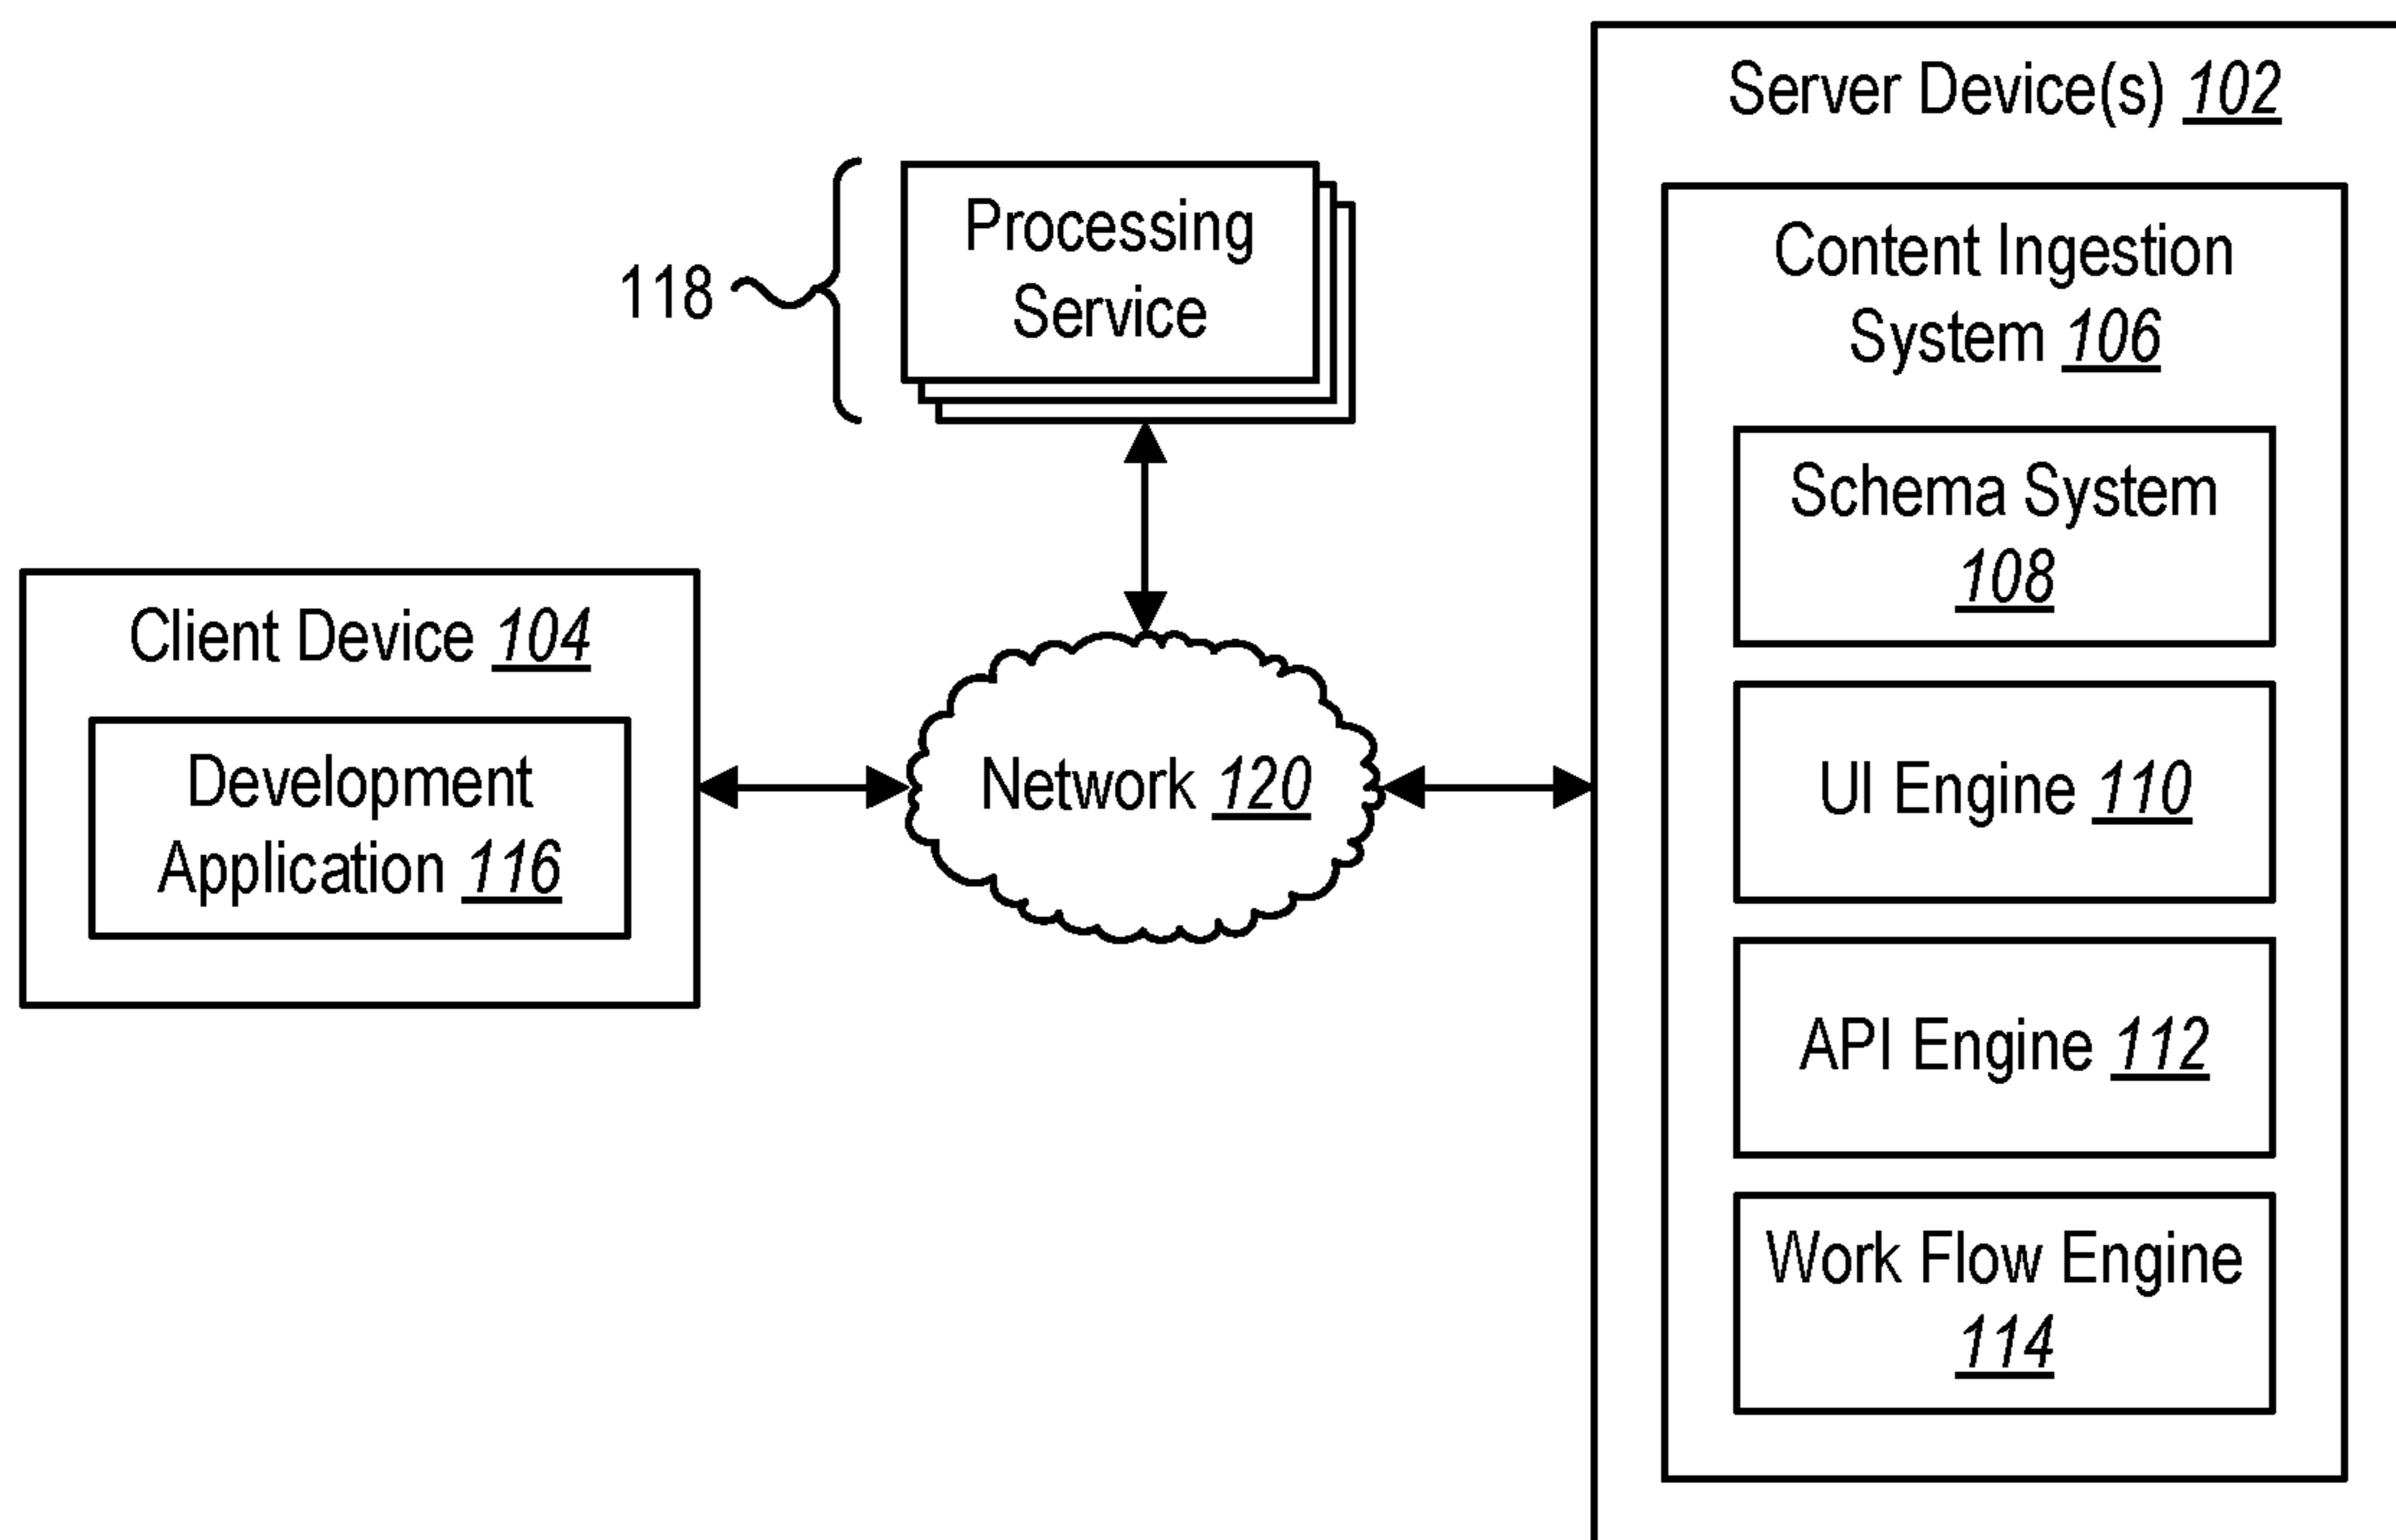 Server Device(s) 102
Content Ingestion
System 106
Schema System
108
UI Engine 110
API Engine 112
Work Flow Engine
114
Processing
Service
118
Client Device 104
Development
Application 116
Network 120